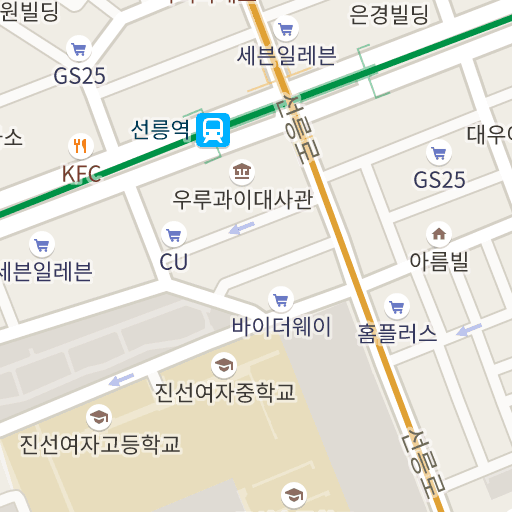 은경빌딩
세븐일레븐
GS25
선릉역
선릉로
KFC
대우
GS25
우루과이대사관
CU
세븐일레븐
아름빌
바이더웨이
홈플러스
진선여자중학교
진선여자고등학교
선릉로